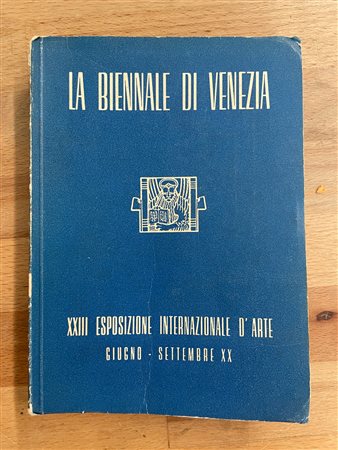 LA BIENNALE DI VENEZIA
XXIII ESPOSIZIONE INTERNAZIONALE D'ARTE
GIUGNO - SETTEMBRE XX